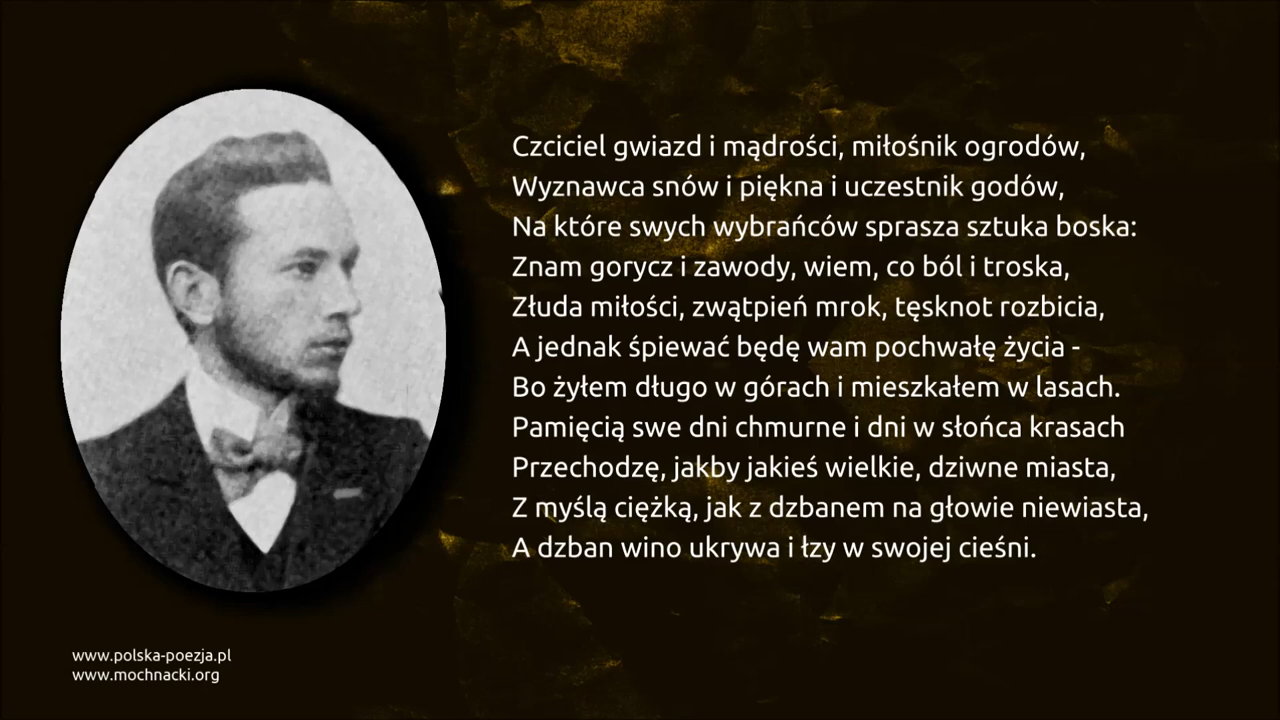 Czciciel gwiazd i mądrości, miłośnik ogrodów,
Wyznawca snów i piękna i uczestnik godów,
Na które swych wybrańców sprasza sztuka boska:
Znam gorycz i zawody, wiem, co ból i troska,
Złuda miłości, zwątpień mrok, tęsknot rozbicia,
A jednak śpiewać będę wam pochwałę życia -
Bo żyłem długo w górach i mieszkałem w lasach.
Pamięcią swe dni chmurne i dni w słońca krasach
Przechodzę, jakby jakieś wielkie, dziwne miasta,
Z myślą ciężką, jak z dzbanem na głowie niewiasta,
A dzban wino ukrywa i łzy w swojej cieśni.
www.polska-poezja.pl
www.mochnacki.org